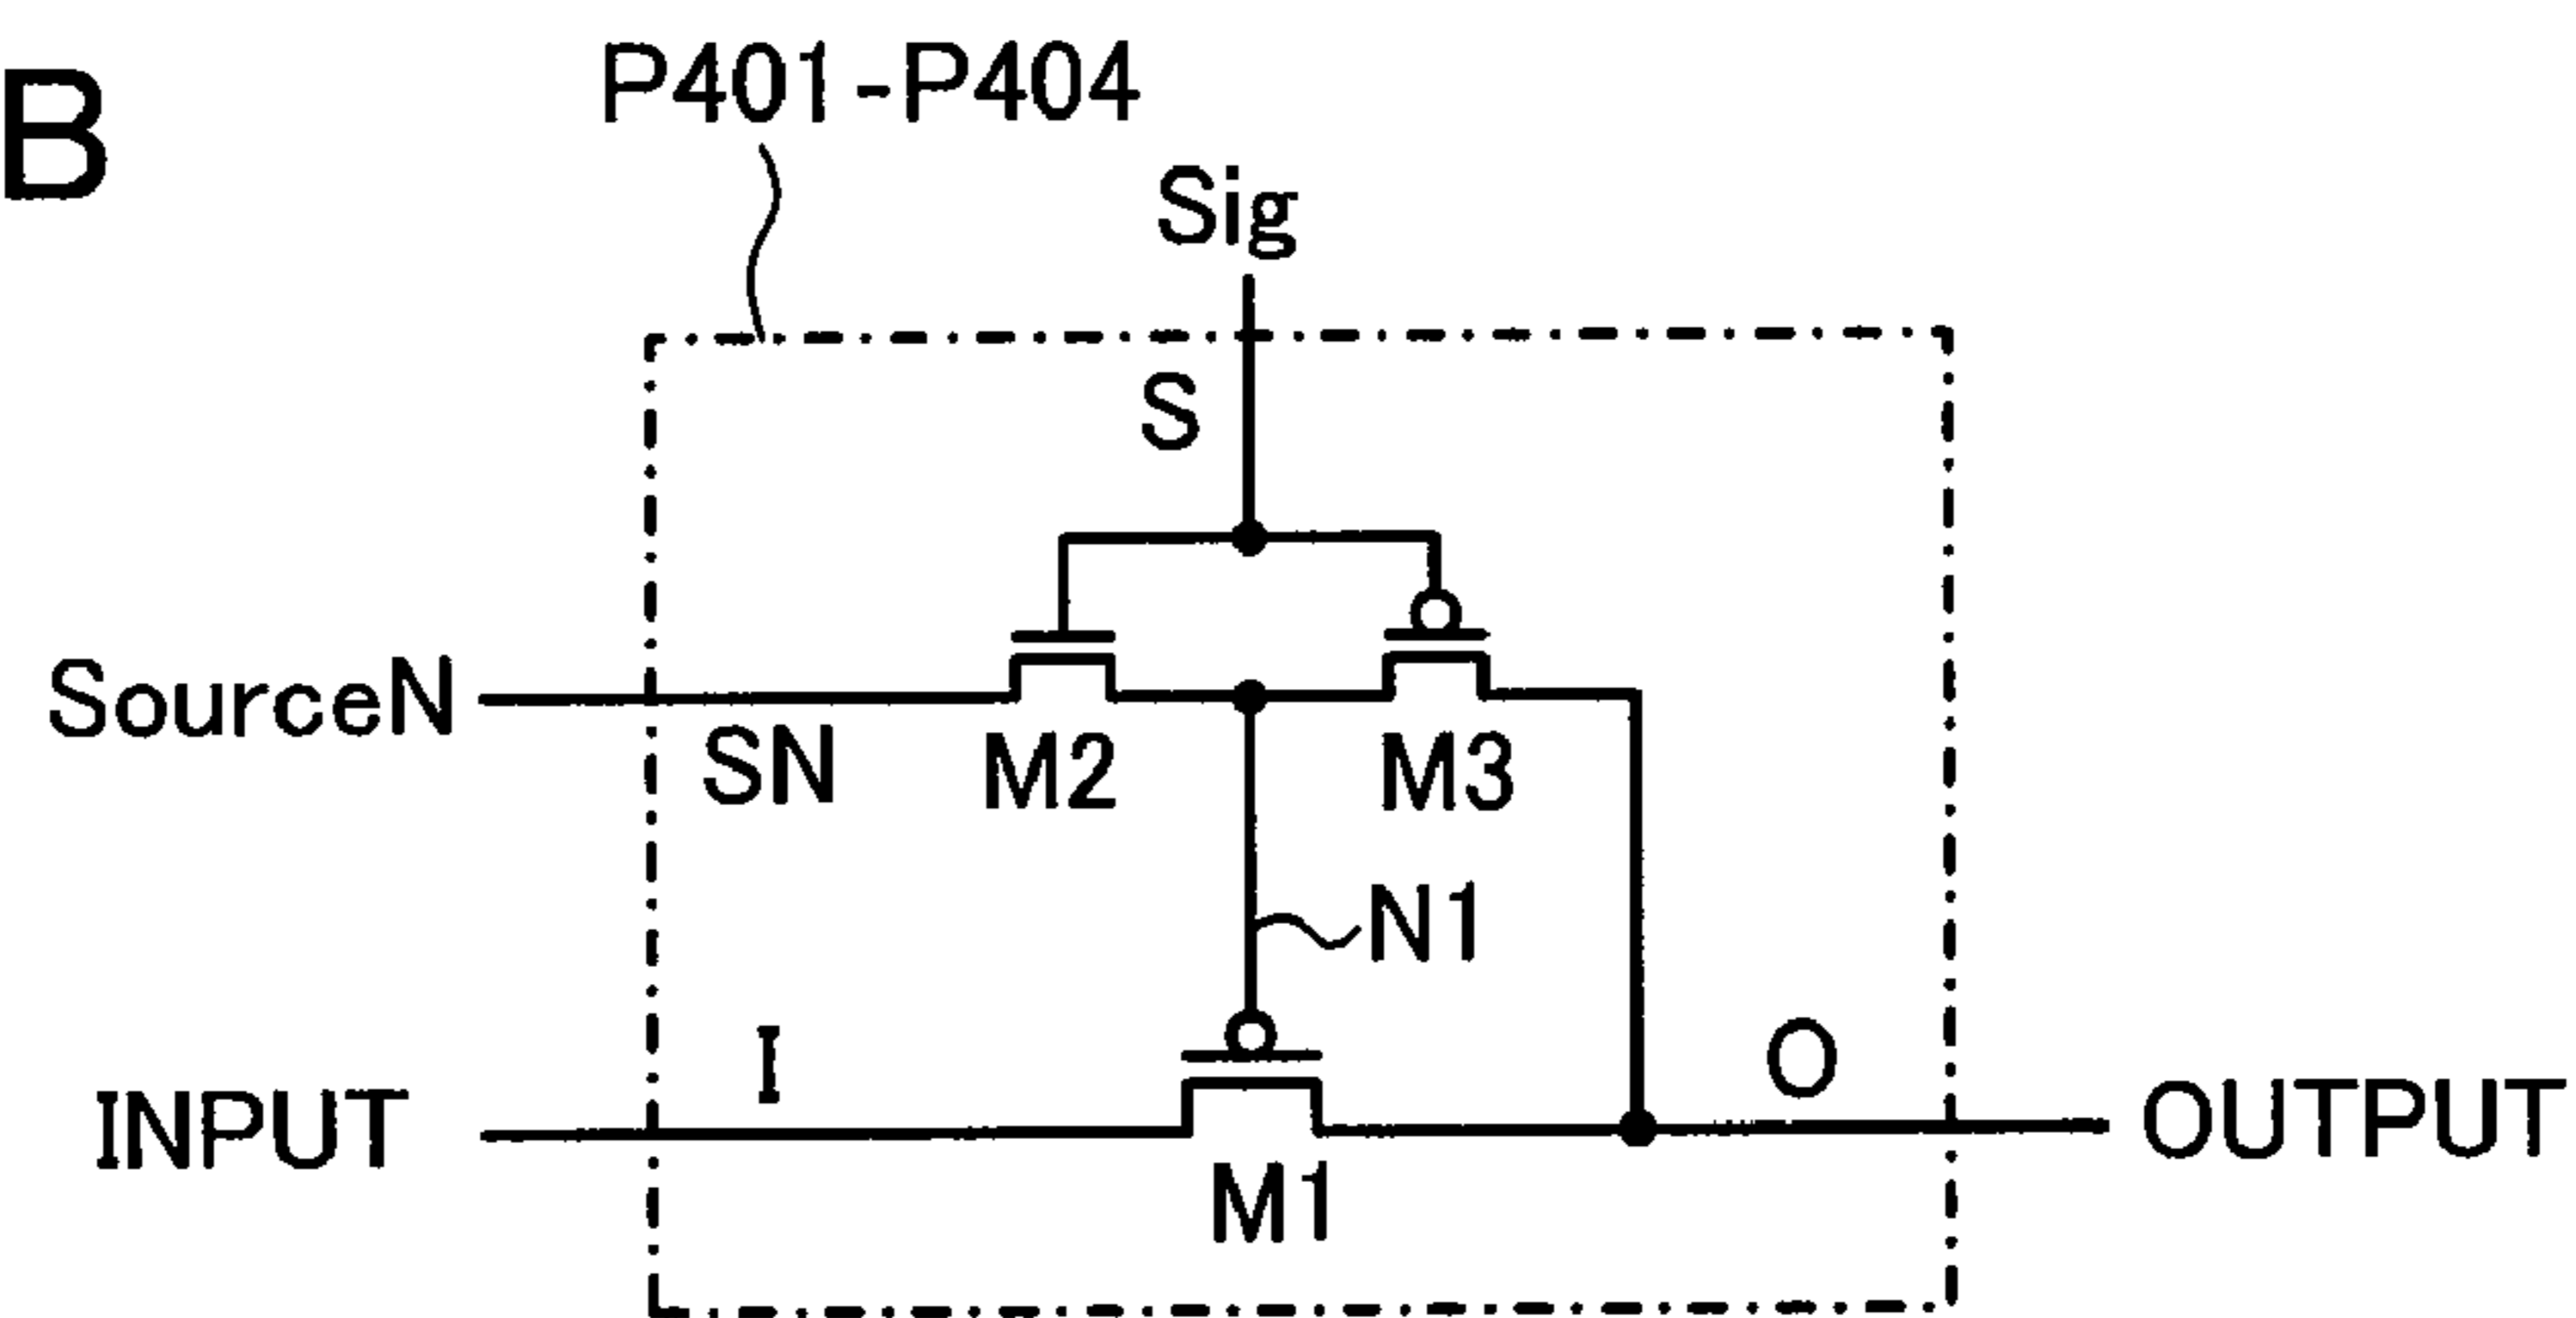 B
P401-P404
Sig
S
SourceN
SN
M2
M3
N1
I
O
INPUT
OUTPUT
M1